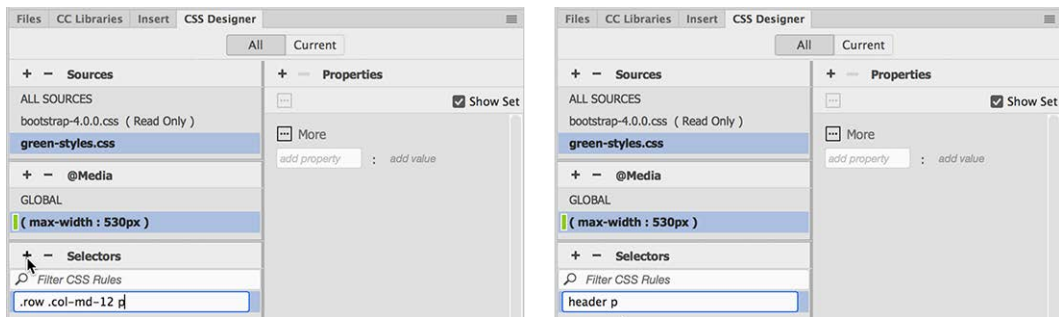 Files CC Libraries Insert CSS Designer
All Current
+ − Sources
ALL SOURCES
bootstrap-4.0.0.css ( Read Only )
green-styles.css
+ − @Media
GLOBAL
( max-width : 530px )
+ − Selectors
Filter CSS Rules
.row .col-md-12 p
+ − Properties
Show Set
More
add property : add value
Files CC Libraries Insert CSS Designer
All Current
+ − Sources
ALL SOURCES
bootstrap-4.0.0.css ( Read Only )
green-styles.css
+ − @Media
GLOBAL
( max-width : 530px )
+ − Selectors
Filter CSS Rules
header p
+ − Properties
Show Set
More
add property : add value